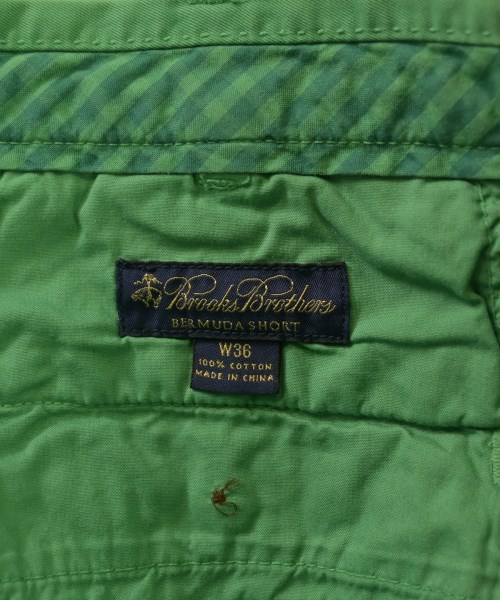 Brooks Brothers
BERMUDA SHORT
W36
100% COTTON
MADE IN CHINA